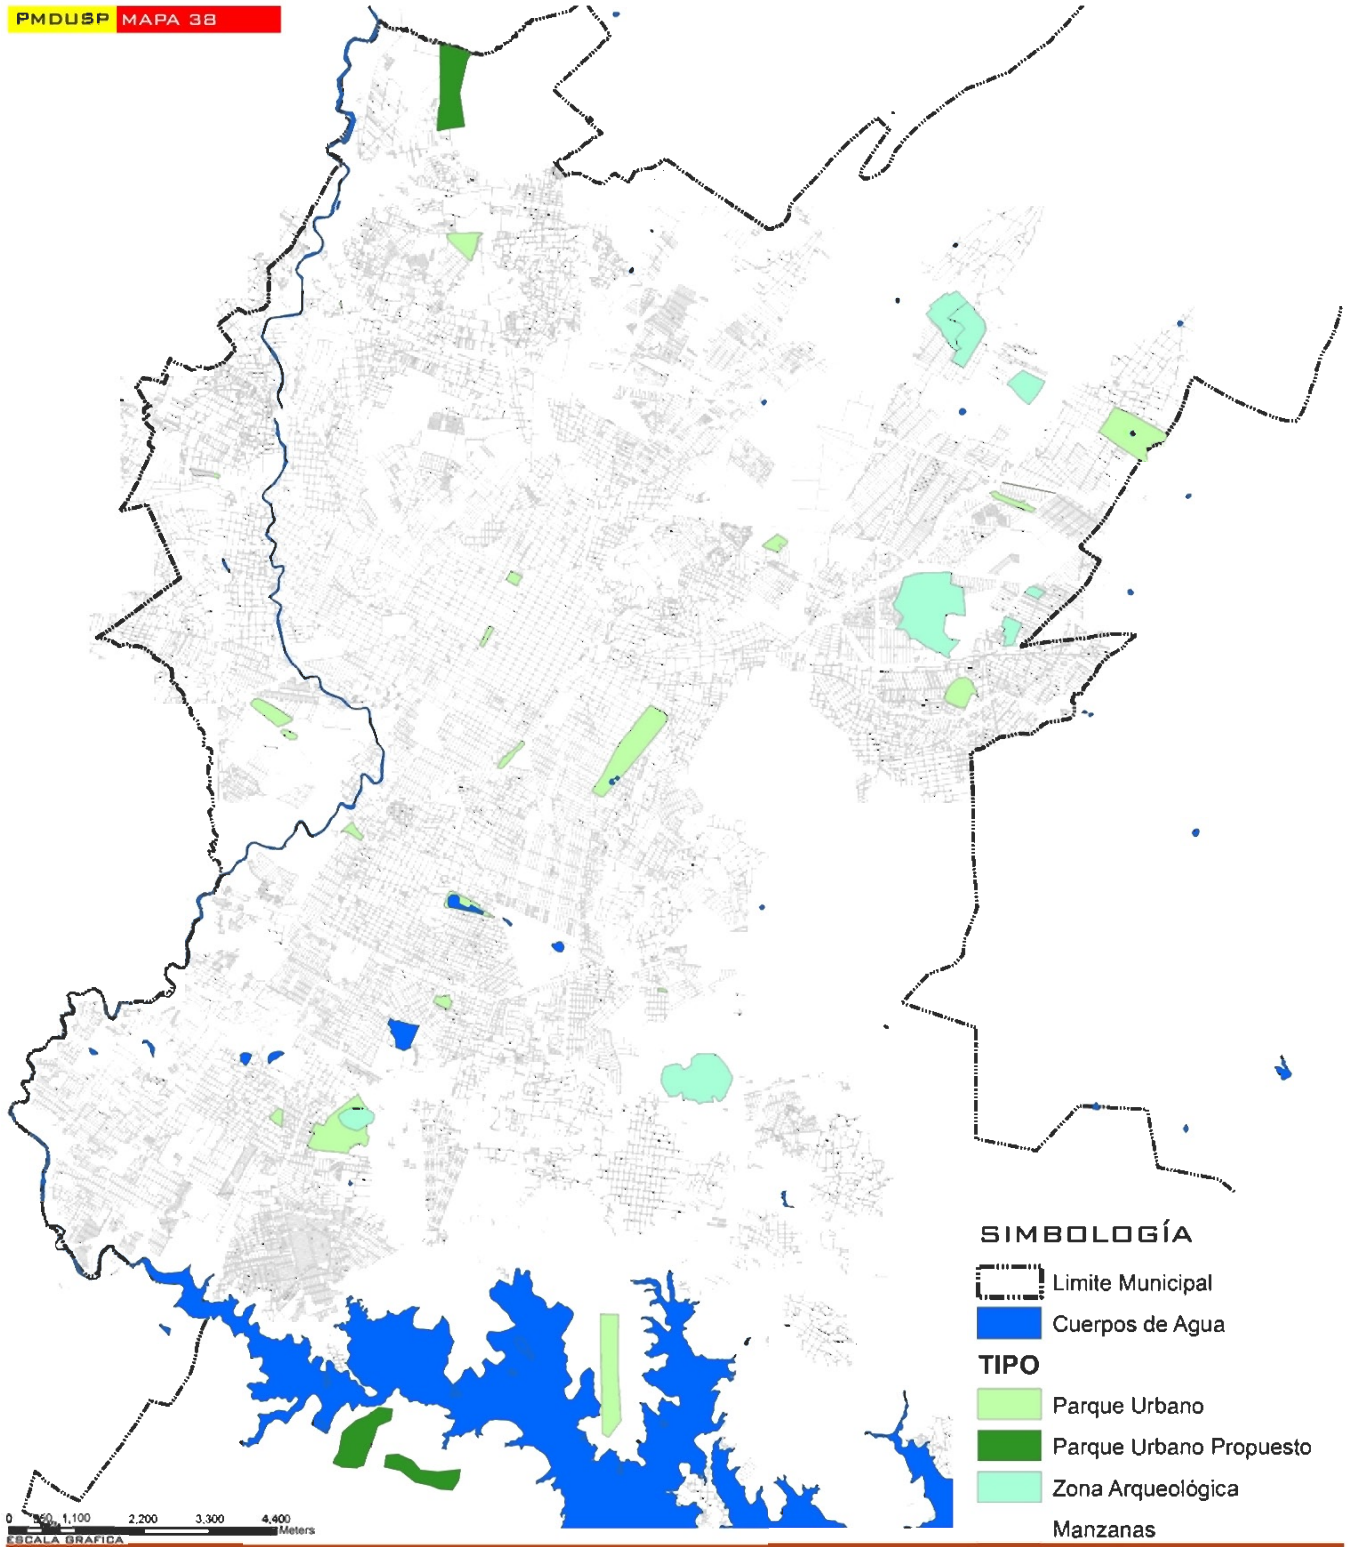 PMDUSP MAPA 38
SIMBOLOGÍA
Limite Municipal
Cuerpos de Agua
TIPO
Parque Urbano
Parque Urbano Propuesto
Zona Arqueológica
Manzanas
0 550 1,100 2,200 3,300 4,400
Meters
ESCALA GRAFICA